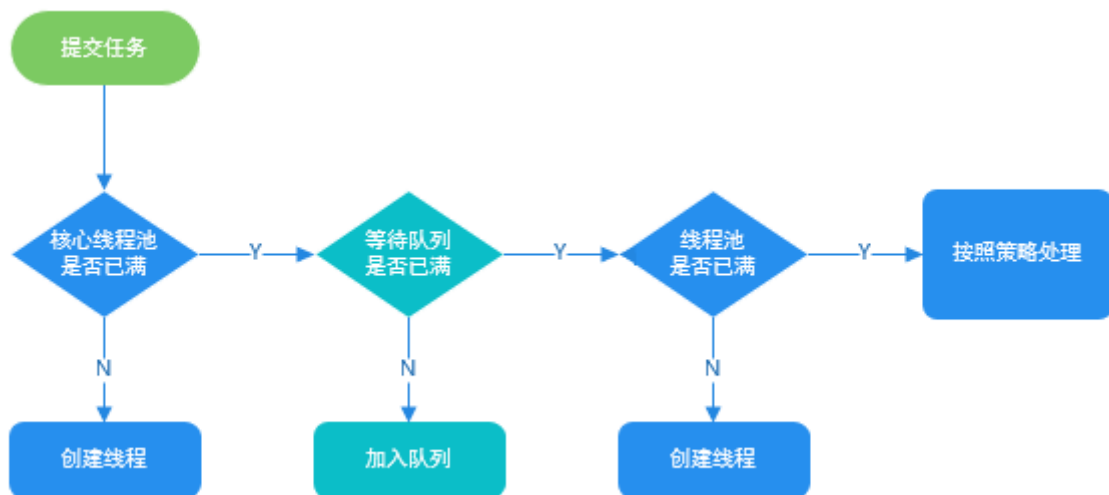 提交任务
核心线程池
是否已满
Y
等待队列
是否已满
Y
线程池
是否已满
Y
按照策略处理
N
N
N
创建线程
加入队列
创建线程